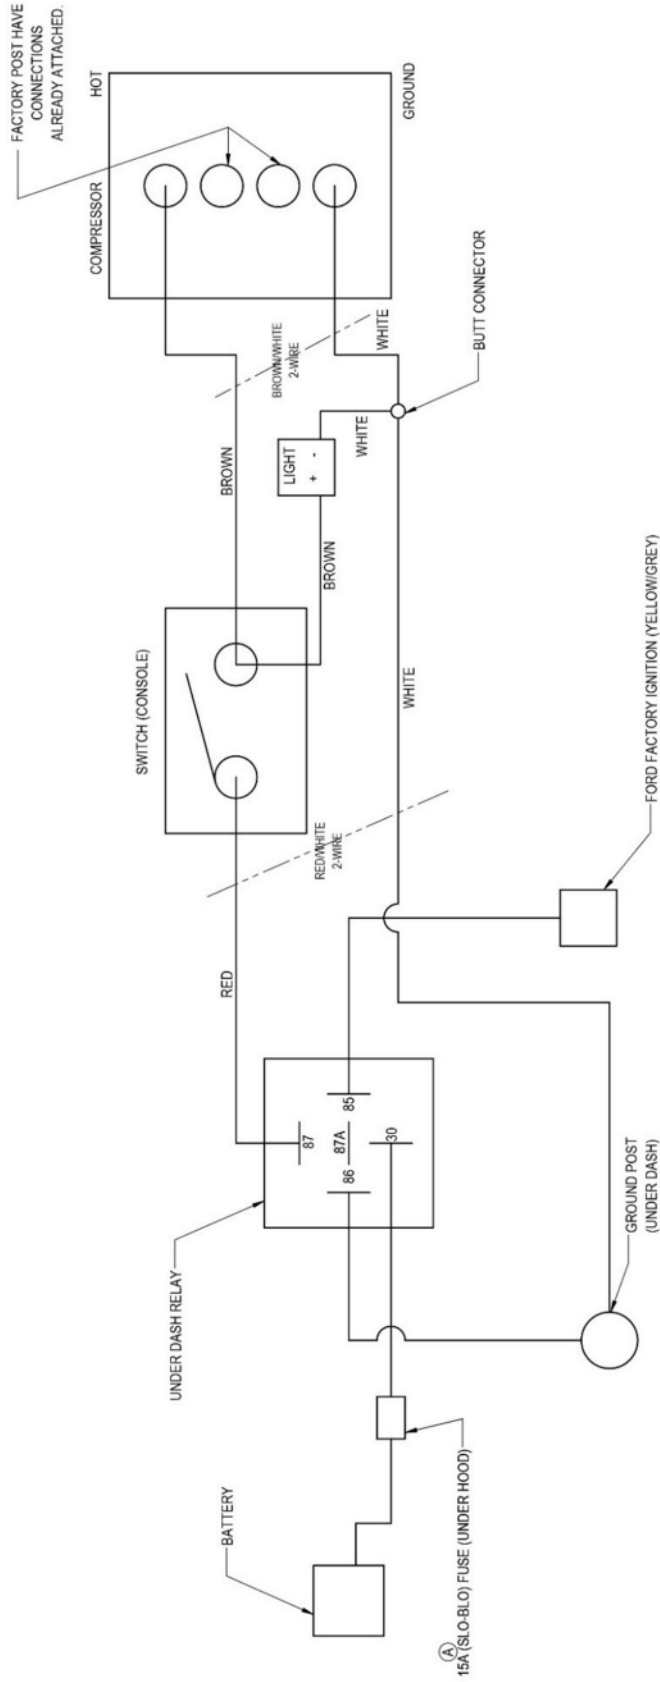 FACTORY POST HAVE
CONNECTIONS
ALREADY ATTACHED.
HOT
COMPRESSOR
GROUND
BROWN/WHITE
2-WIRE
WHITE
BUTT CONNECTOR
BROWN
LIGHT
+ -
WHITE
BROWN
SWITCH (CONSOLE)
WHITE
FORD FACTORY IGNITION (YELLOW/GREY)
RED/WHITE
2-WIRE
RED
UNDER DASH RELAY
87
87A
86
85
30
GROUND POST
(UNDER DASH)
BATTERY
A
15A (SLO-BLO) FUSE (UNDER HOOD)